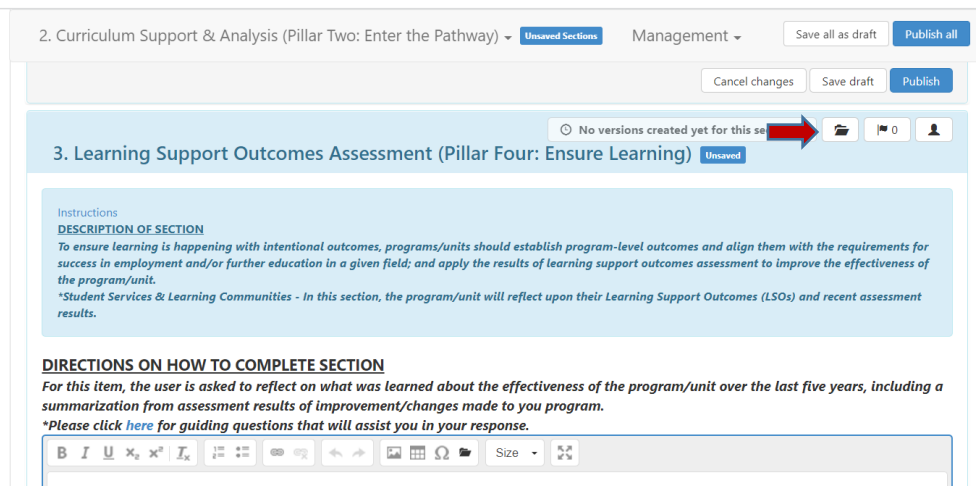 2. Curriculum Support & Analysis (Pillar Two: Enter the Pathway) Unsaved Sections Management Save all as draft Publish all
Cancel changes Save draft Publish
No versions created yet for this se
0
3. Learning Support Outcomes Assessment (Pillar Four: Ensure Learning) Unsaved
Instructions
DESCRIPTION OF SECTION
To ensure learning is happening with intentional outcomes, programs/units should establish program-level outcomes and align them with the requirements for
success in employment and/or further education in a given field; and apply the results of learning support outcomes assessment to improve the effectiveness of
the program/unit.
*Student Services & Learning Communities - In this section, the program/unit will reflect upon their Learning Support Outcomes (LSOs) and recent assessment
results.
DIRECTIONS ON HOW TO COMPLETE SECTION
For this item, the user is asked to reflect on what was learned about the effectiveness of the program/unit over the last five years, including a
summarization from assessment results of improvement/changes made to you program.
*Please click here for guiding questions that will assist you in your response.
B I U x₂ x² Tx Ω Size